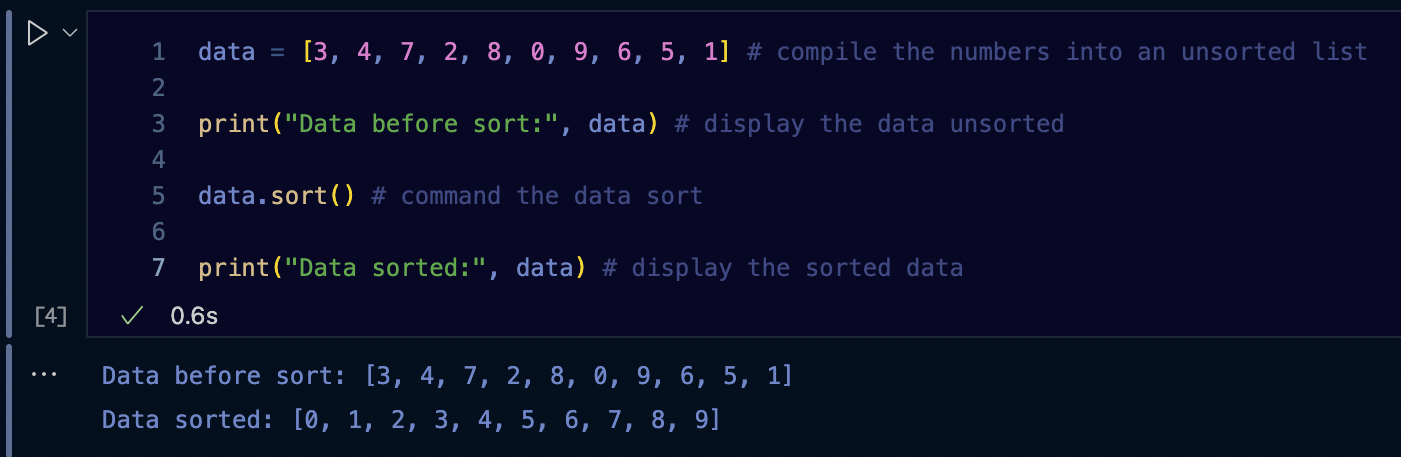 1 data = [3, 4, 7, 2, 8, 0, 9, 6, 5, 1] # compile the numbers into an unsorted list
2
3 print("Data before sort:", data) # display the data unsorted
4
5 data.sort() # command the data sort
6
7 print("Data sorted:", data) # display the sorted data
[4] ✓ 0.6s
... Data before sort: [3, 4, 7, 2, 8, 0, 9, 6, 5, 1]
Data sorted: [0, 1, 2, 3, 4, 5, 6, 7, 8, 9]